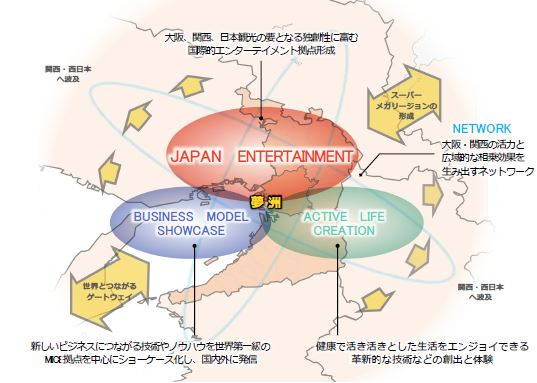 大阪、関西、日本観光の要となる独創性に富む
国際的エンターテイメント拠点形成
関西・西日本
へ波及
スーパー
メガリージョンの
形成
NETWORK
大阪・関西の活力と
広域的な相乗効果を
生み出すネットワーク
JAPAN ENTERTAINMENT
夢洲
BUSINESS MODEL
SHOWCASE
ACTIVE LIFE
CREATION
世界とつながる
ゲートウェイ
関西・西日本
へ波及
新しいビジネスにつながる技術やノウハウを世界第一級の
MICE拠点を中心にショーケース化し、国内外に発信
健康で活き活きとした生活をエンジョイできる
革新的な技術などの創出と体験